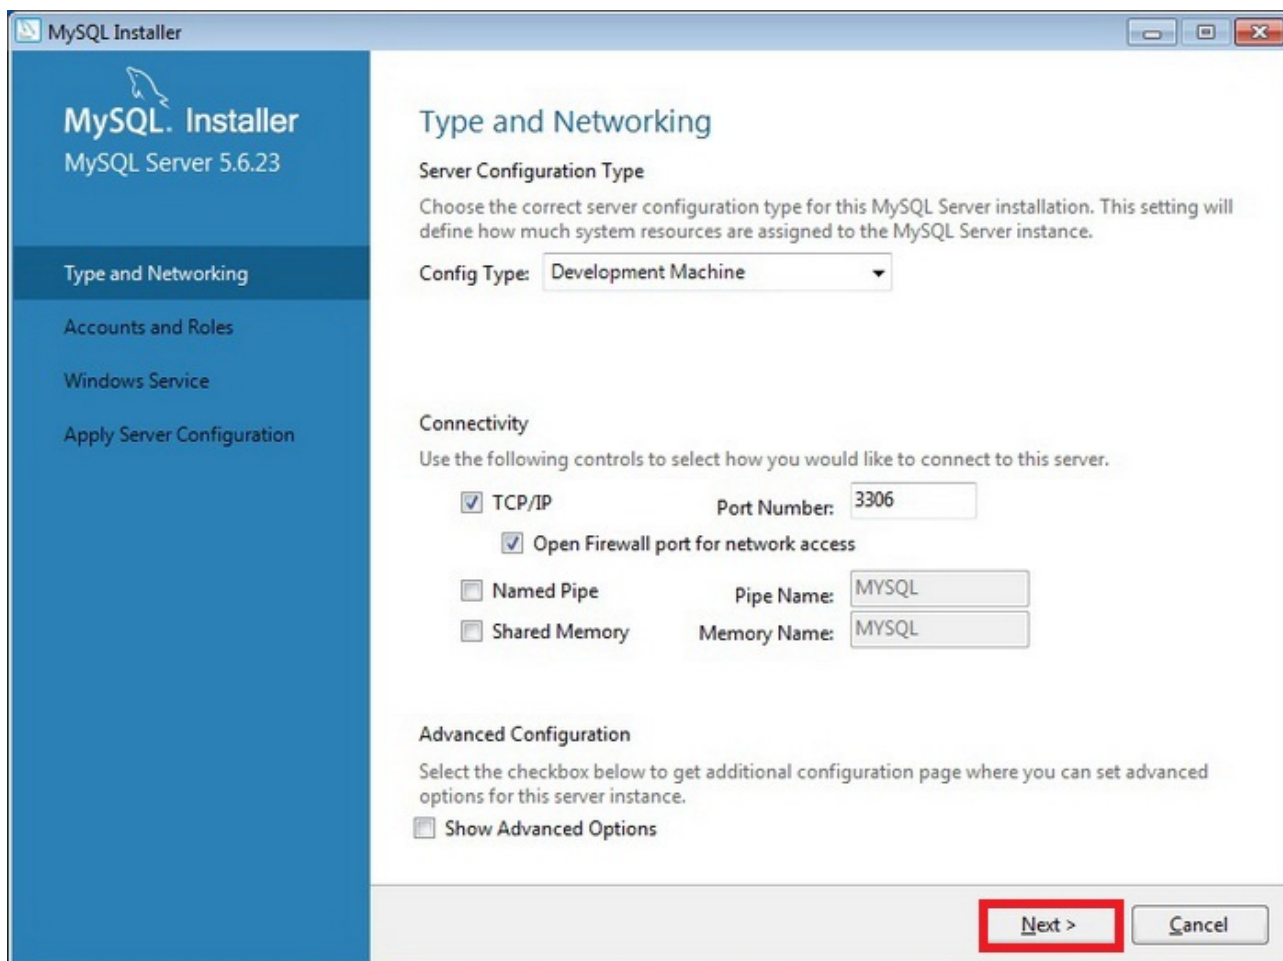 MySQL Installer
MySQL. Installer
MySQL Server 5.6.23
Type and Networking
Accounts and Roles
Windows Service
Apply Server Configuration
Type and Networking
Server Configuration Type
Choose the correct server configuration type for this MySQL Server installation. This setting will
define how much system resources are assigned to the MySQL Server instance.
Config Type: Development Machine
Connectivity
Use the following controls to select how you would like to connect to this server.
TCP/IP Port Number: 3306
Open Firewall port for network access
Named Pipe Pipe Name: MYSQL
Shared Memory Memory Name: MYSQL
Advanced Configuration
Select the checkbox below to get additional configuration page where you can set advanced
options for this server instance.
Show Advanced Options
Next > Cancel